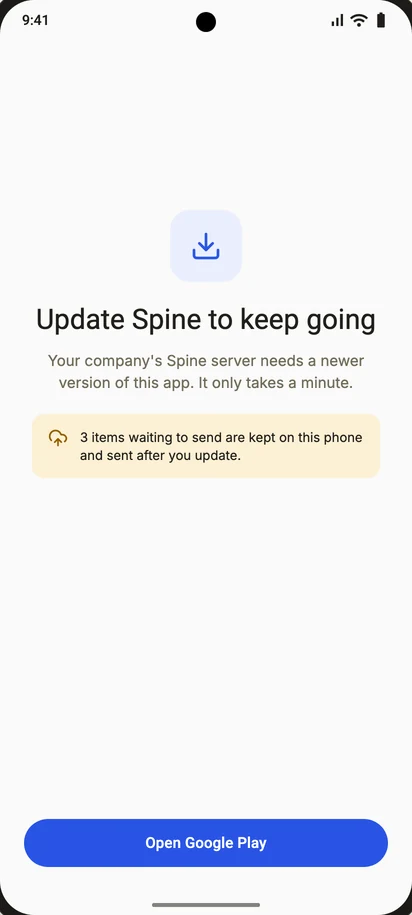 9:41
Update Spine to keep going
Your company's Spine server needs a newer
version of this app. It only takes a minute.
3 items waiting to send are kept on this phone
and sent after you update.
Open Google Play